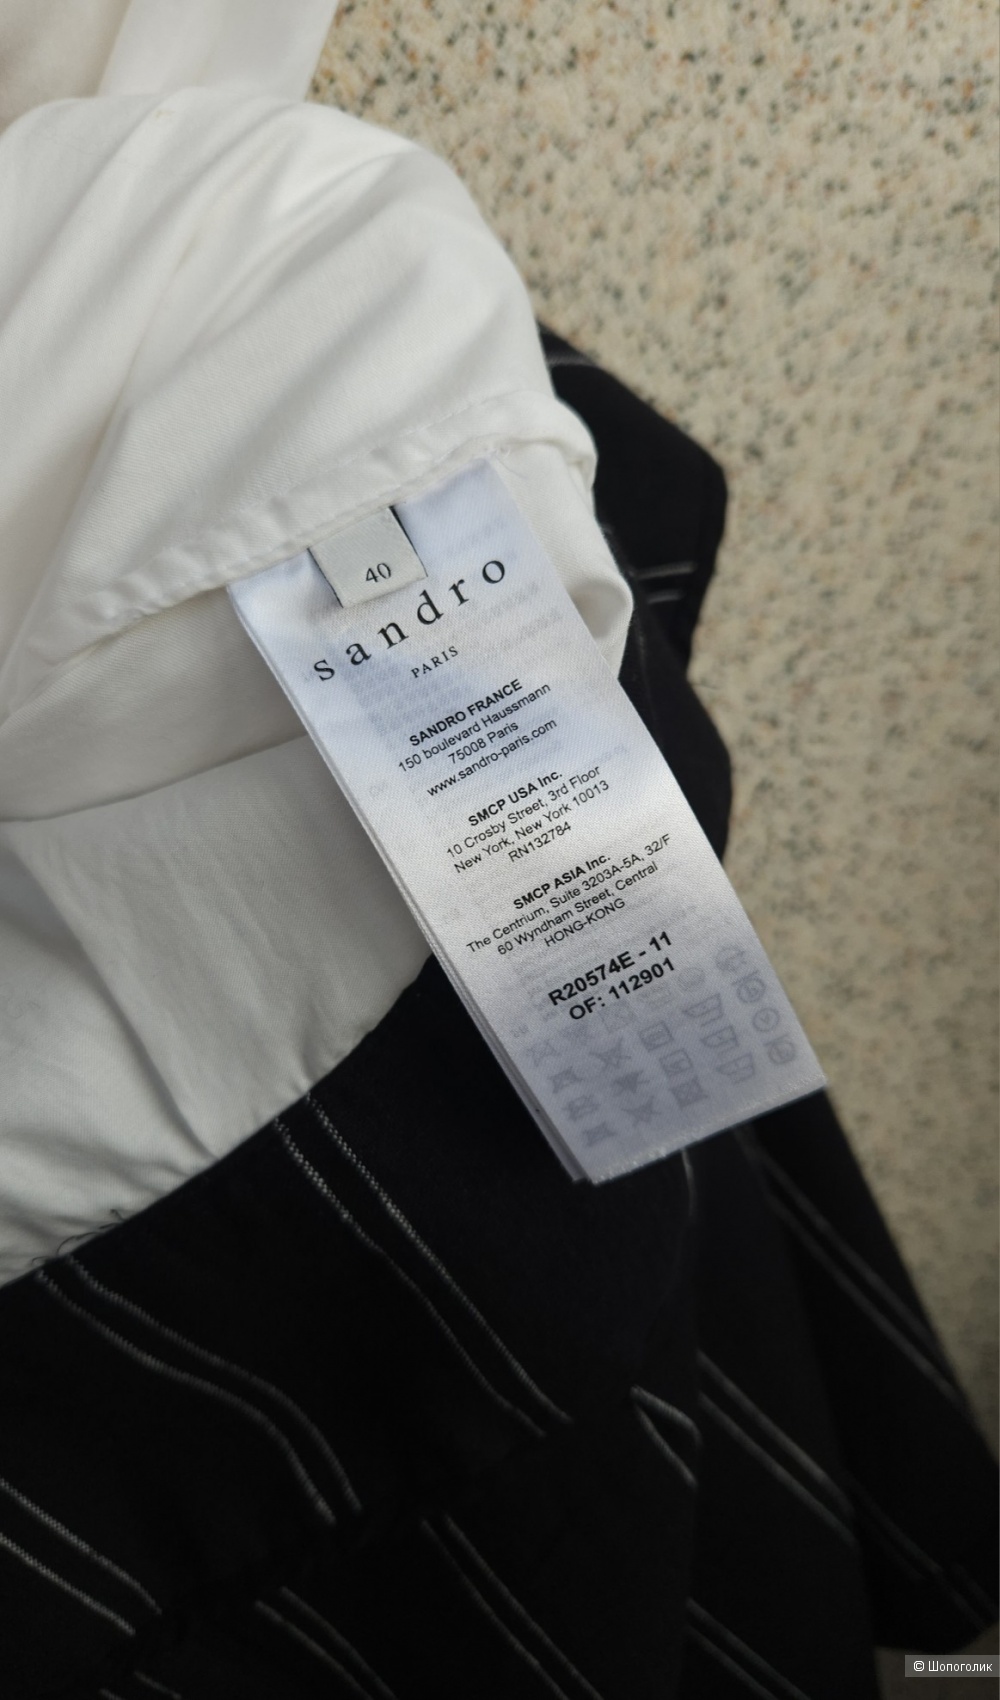 40
sandro
PARIS
SANDRO FRANCE
150 boulevard Haussmann
75008 Paris
www.sandro-paris.com
SMCP USA Inc.
10 Crosby Street, 3rd Floor
New York, New York 10013
RN132784
SMCP ASIA Inc.
The Centrium, Suite 3203A-5A, 32/F
60 Wyndham Street, Central
HONG-KONG
R20574E - 11
OF: 112901
© Шопоголик